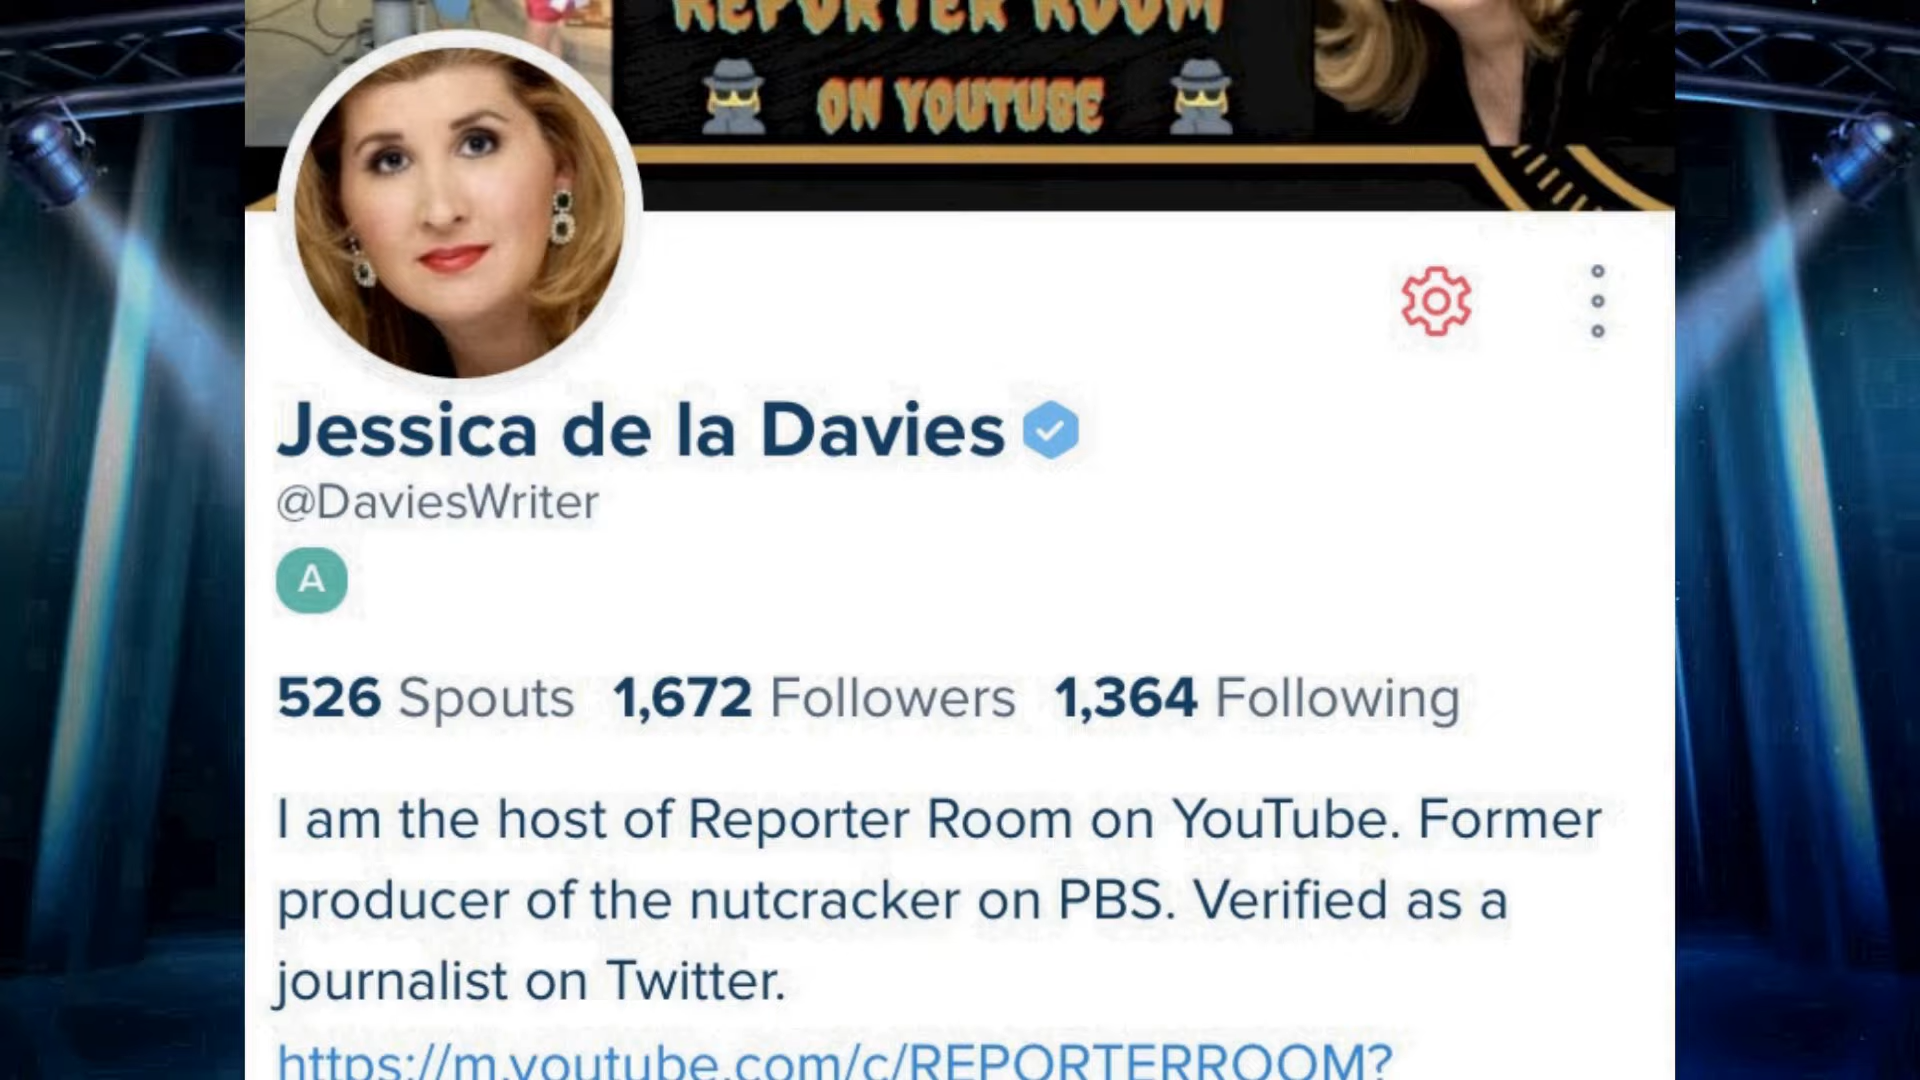 REPORTER ROOM
ON YOUTUBE
Jessica de la Davies
@DaviesWriter
A
526 Spouts 1,672 Followers 1,364 Following
I am the host of Reporter Room on YouTube. Former
producer of the nutcracker on PBS. Verified as a
journalist on Twitter.
https://m.youtube.com/c/REPORTERROOM?